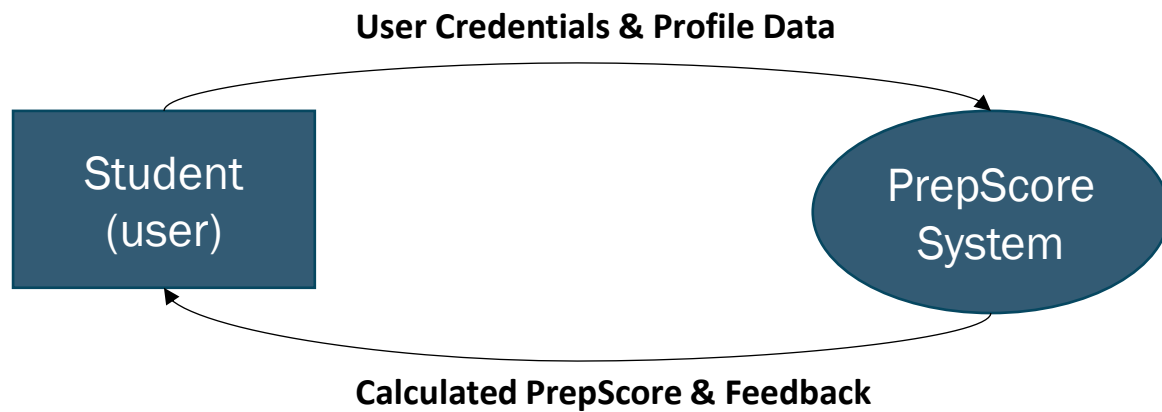 User Credentials & Profile Data
Student
(user)
PrepScore
System
Calculated PrepScore & Feedback